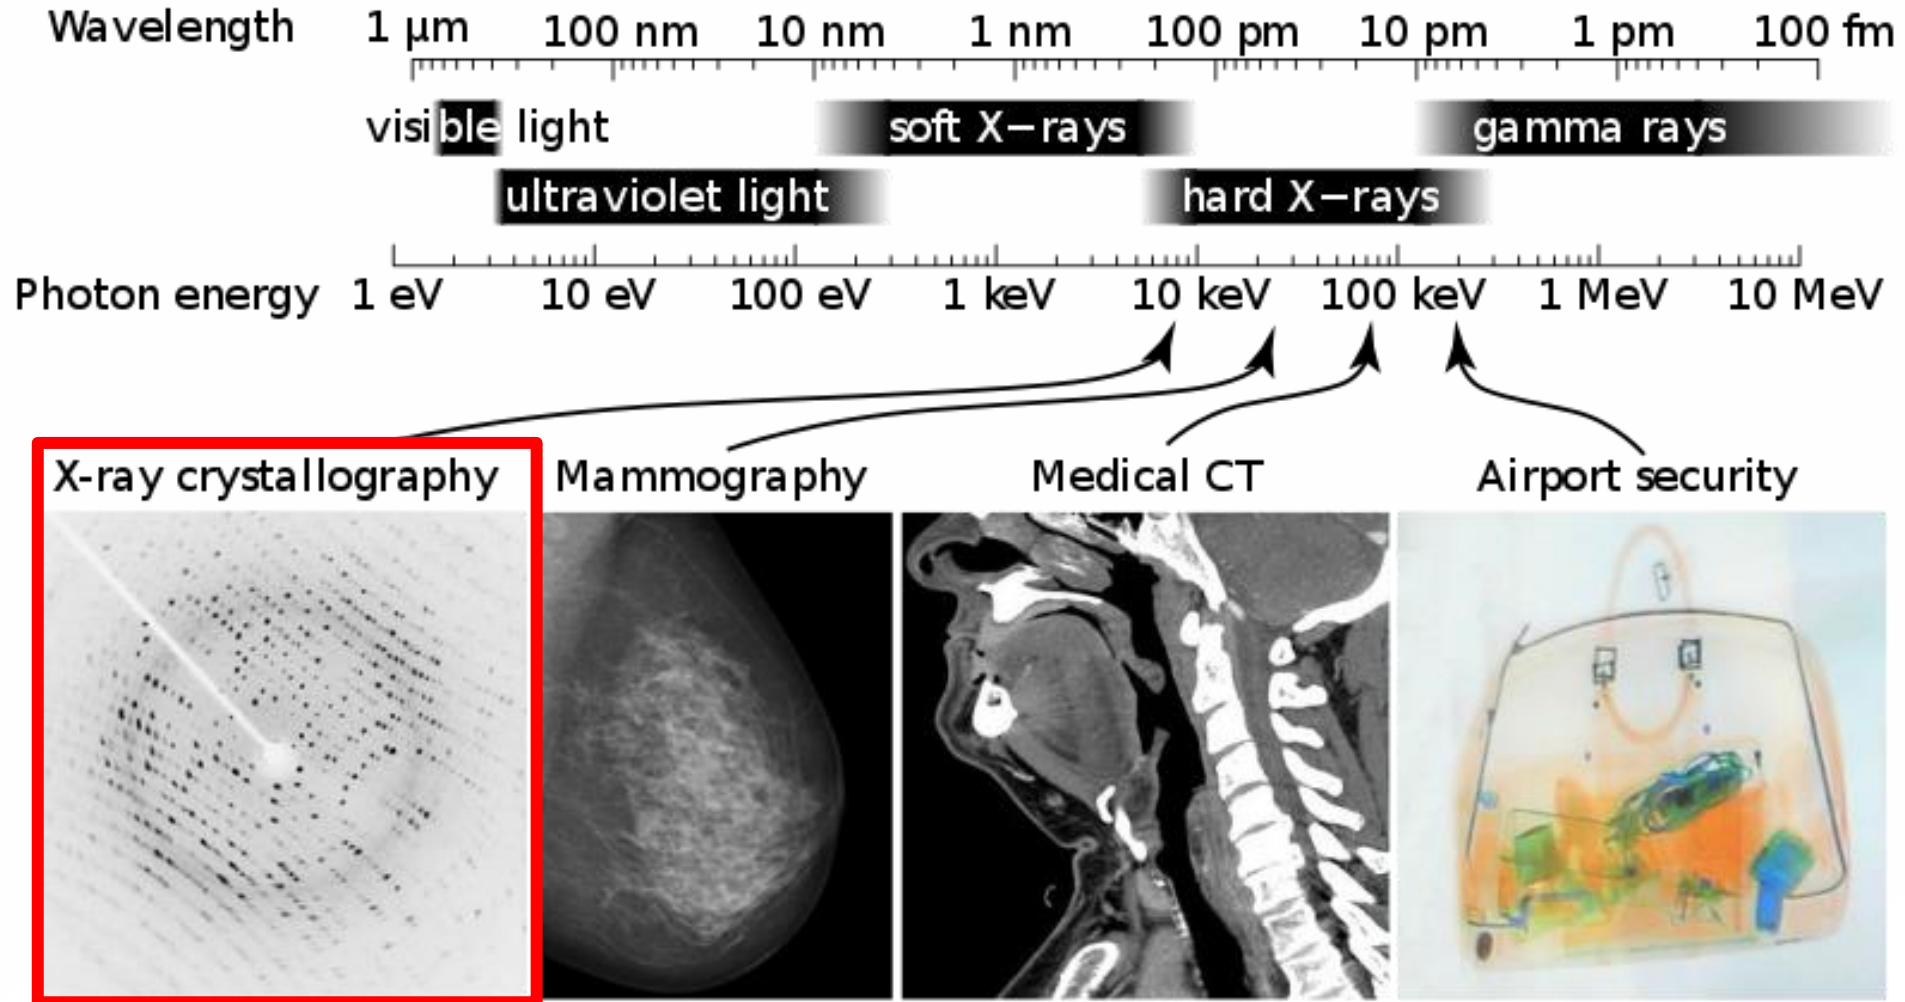 Wavelength 1 μm 100 nm 10 nm 1 nm 100 pm 10 pm 1 pm 100 fm
visible light soft X−rays gamma rays
ultraviolet light hard X−rays
Photon energy 1 eV 10 eV 100 eV 1 keV 10 keV 100 keV 1 MeV 10 MeV
X-ray crystallography Mammography Medical CT Airport security